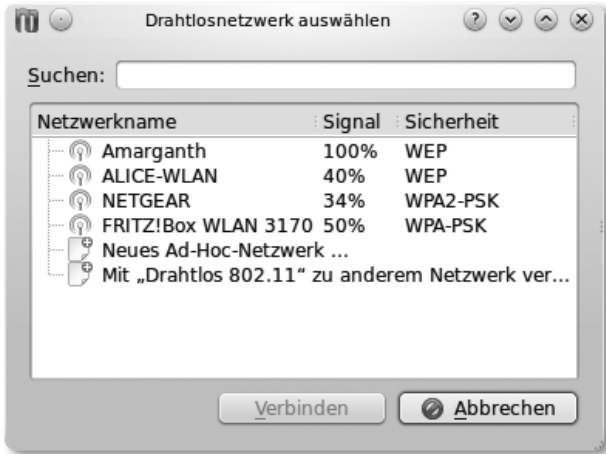 Drahtlosnetzwerk auswählen
Suchen:
Netzwerkname Signal Sicherheit
Amarganth 100% WEP
ALICE-WLAN 40% WEP
NETGEAR 34% WPA2-PSK
FRITZ!Box WLAN 3170 50% WPA-PSK
Neues Ad-Hoc-Netzwerk ...
Mit „Drahtlos 802.11“ zu anderem Netzwerk ver...
Verbinden Abbrechen